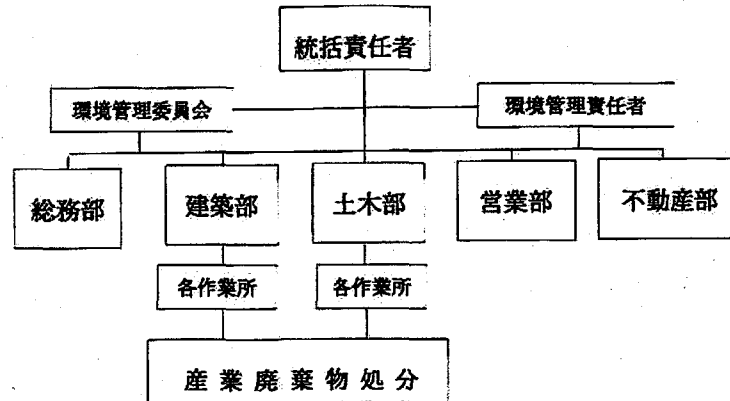 統括責任者
環境管理委員会
環境管理責任者
総務部
建築部
土木部
営業部
不動産部
各作業所
各作業所
産業廃棄物処分